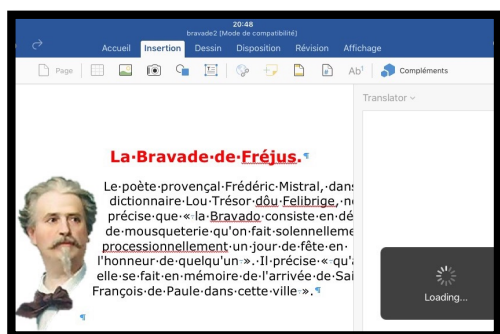 20:48
bravade2 [Mode de compatibilité]
Accueil Insertion Dessin Disposition Révision Affichage
Page Ab¹ Compléments
Translator
La·Bravade·de·Fréjus.¶
Le·poète·provençal·Frédéric·Mistral,·dans
dictionnaire·Lou·Trésor·dôu·Felibrige,·n
précise·que·«·la·Bravado·consiste·en·dé
de·mousqueterie·qu'on·fait·solennelleme
processionnellement·un·jour·de·fête·en·
l'honneur·de·quelqu'un·».·Il·précise·«·qu'
elle·se·fait·en·mémoire·de·l'arrivée·de·Sai
François·de·Paule·dans·cette·ville·».¶
¶
Loading...